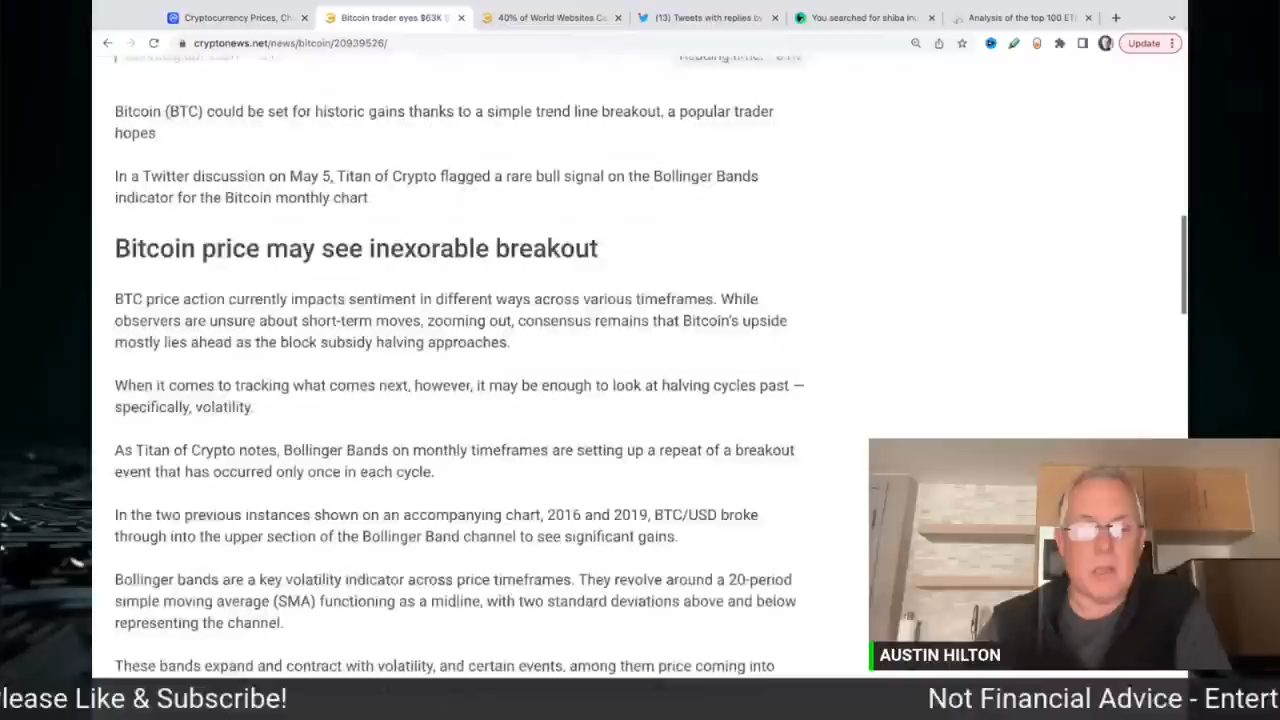 Cryptocurrency Prices, Ch
Bitcoin trader eyes $63K
40% of World Websites C
(13) Tweets with replies by
You searched for shiba in
Analysis of the top 100 ET
cryptonews.net/news/bitcoin/20939526/
Update
Bitcoin (BTC) could be set for historic gains thanks to a simple trend line breakout, a popular trader
hopes
In a Twitter discussion on May 5, Titan of Crypto flagged a rare bull signal on the Bollinger Bands
indicator for the Bitcoin monthly chart
Bitcoin price may see inexorable breakout
BTC price action currently impacts sentiment in different ways across various timeframes. While
observers are unsure about short-term moves, zooming out, consensus remains that Bitcoin's upside
mostly lies ahead as the block subsidy halving approaches.
When it comes to tracking what comes next, however, it may be enough to look at halving cycles past —
specifically, volatility.
As Titan of Crypto notes, Bollinger Bands on monthly timeframes are setting up a repeat of a breakout
event that has occurred only once in each cycle.
In the two previous instances shown on an accompanying chart, 2016 and 2019, BTC/USD broke
through into the upper section of the Bollinger Band channel to see significant gains.
Bollinger bands are a key volatility indicator across price timeframes. They revolve around a 20-period
simple moving average (SMA) functioning as a midline, with two standard deviations above and below
representing the channel.
These bands expand and contract with volatility, and certain events, among them price coming into
AUSTIN HILTON
lease Like & Subscribe!
Not Financial Advice - Entert